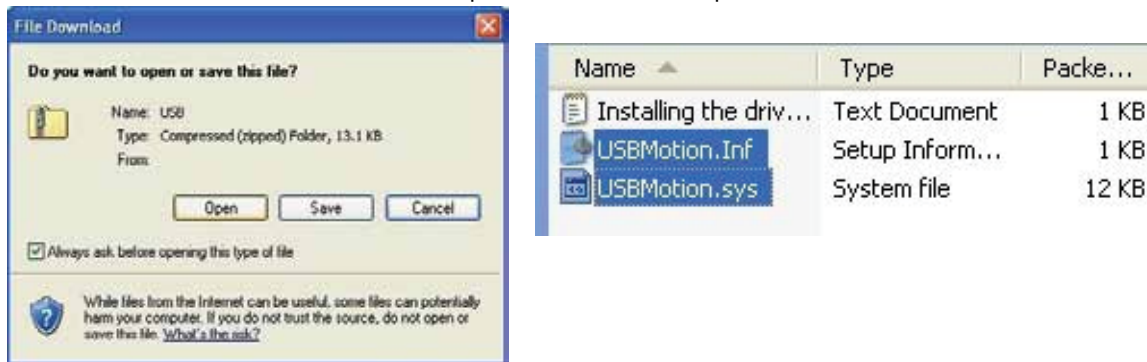 File Download
Do you want to open or save this file?
Name: USB
Type: Compressed (zipped) Folder, 13.1 KB
From:
Open Save Cancel
Always ask before opening this type of file
While files from the Internet can be useful, some files can potentially
harm your computer. If you do not trust the source, do not open or
save this file. What's the risk?
Name Type Packe...
Installing the driv... Text Document 1 KB
USBMotion.Inf Setup Inform... 1 KB
USBMotion.sys System file 12 KB